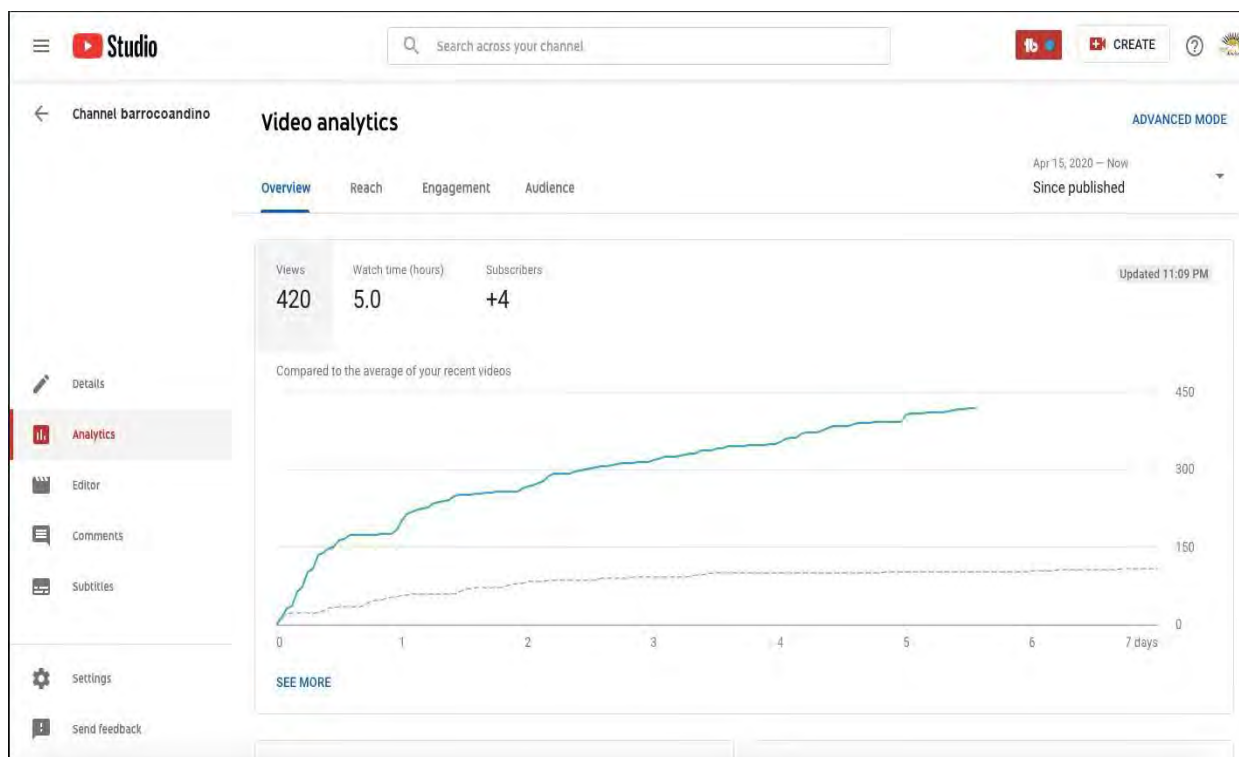 Studio
Search across your channel
tb
CREATE
?
Channel barrocoandino
Video analytics
ADVANCED MODE
Apr 15, 2020 – Now
Since published
Overview Reach Engagement Audience
Views Watch time (hours) Subscribers
420 5.0 +4
Updated 11:09 PM
Compared to the average of your recent videos
450
300
150
0
0 1 2 3 4 5 6 7 days
SEE MORE
Details
Analytics
Editor
Comments
Subtitles
Settings
Send feedback